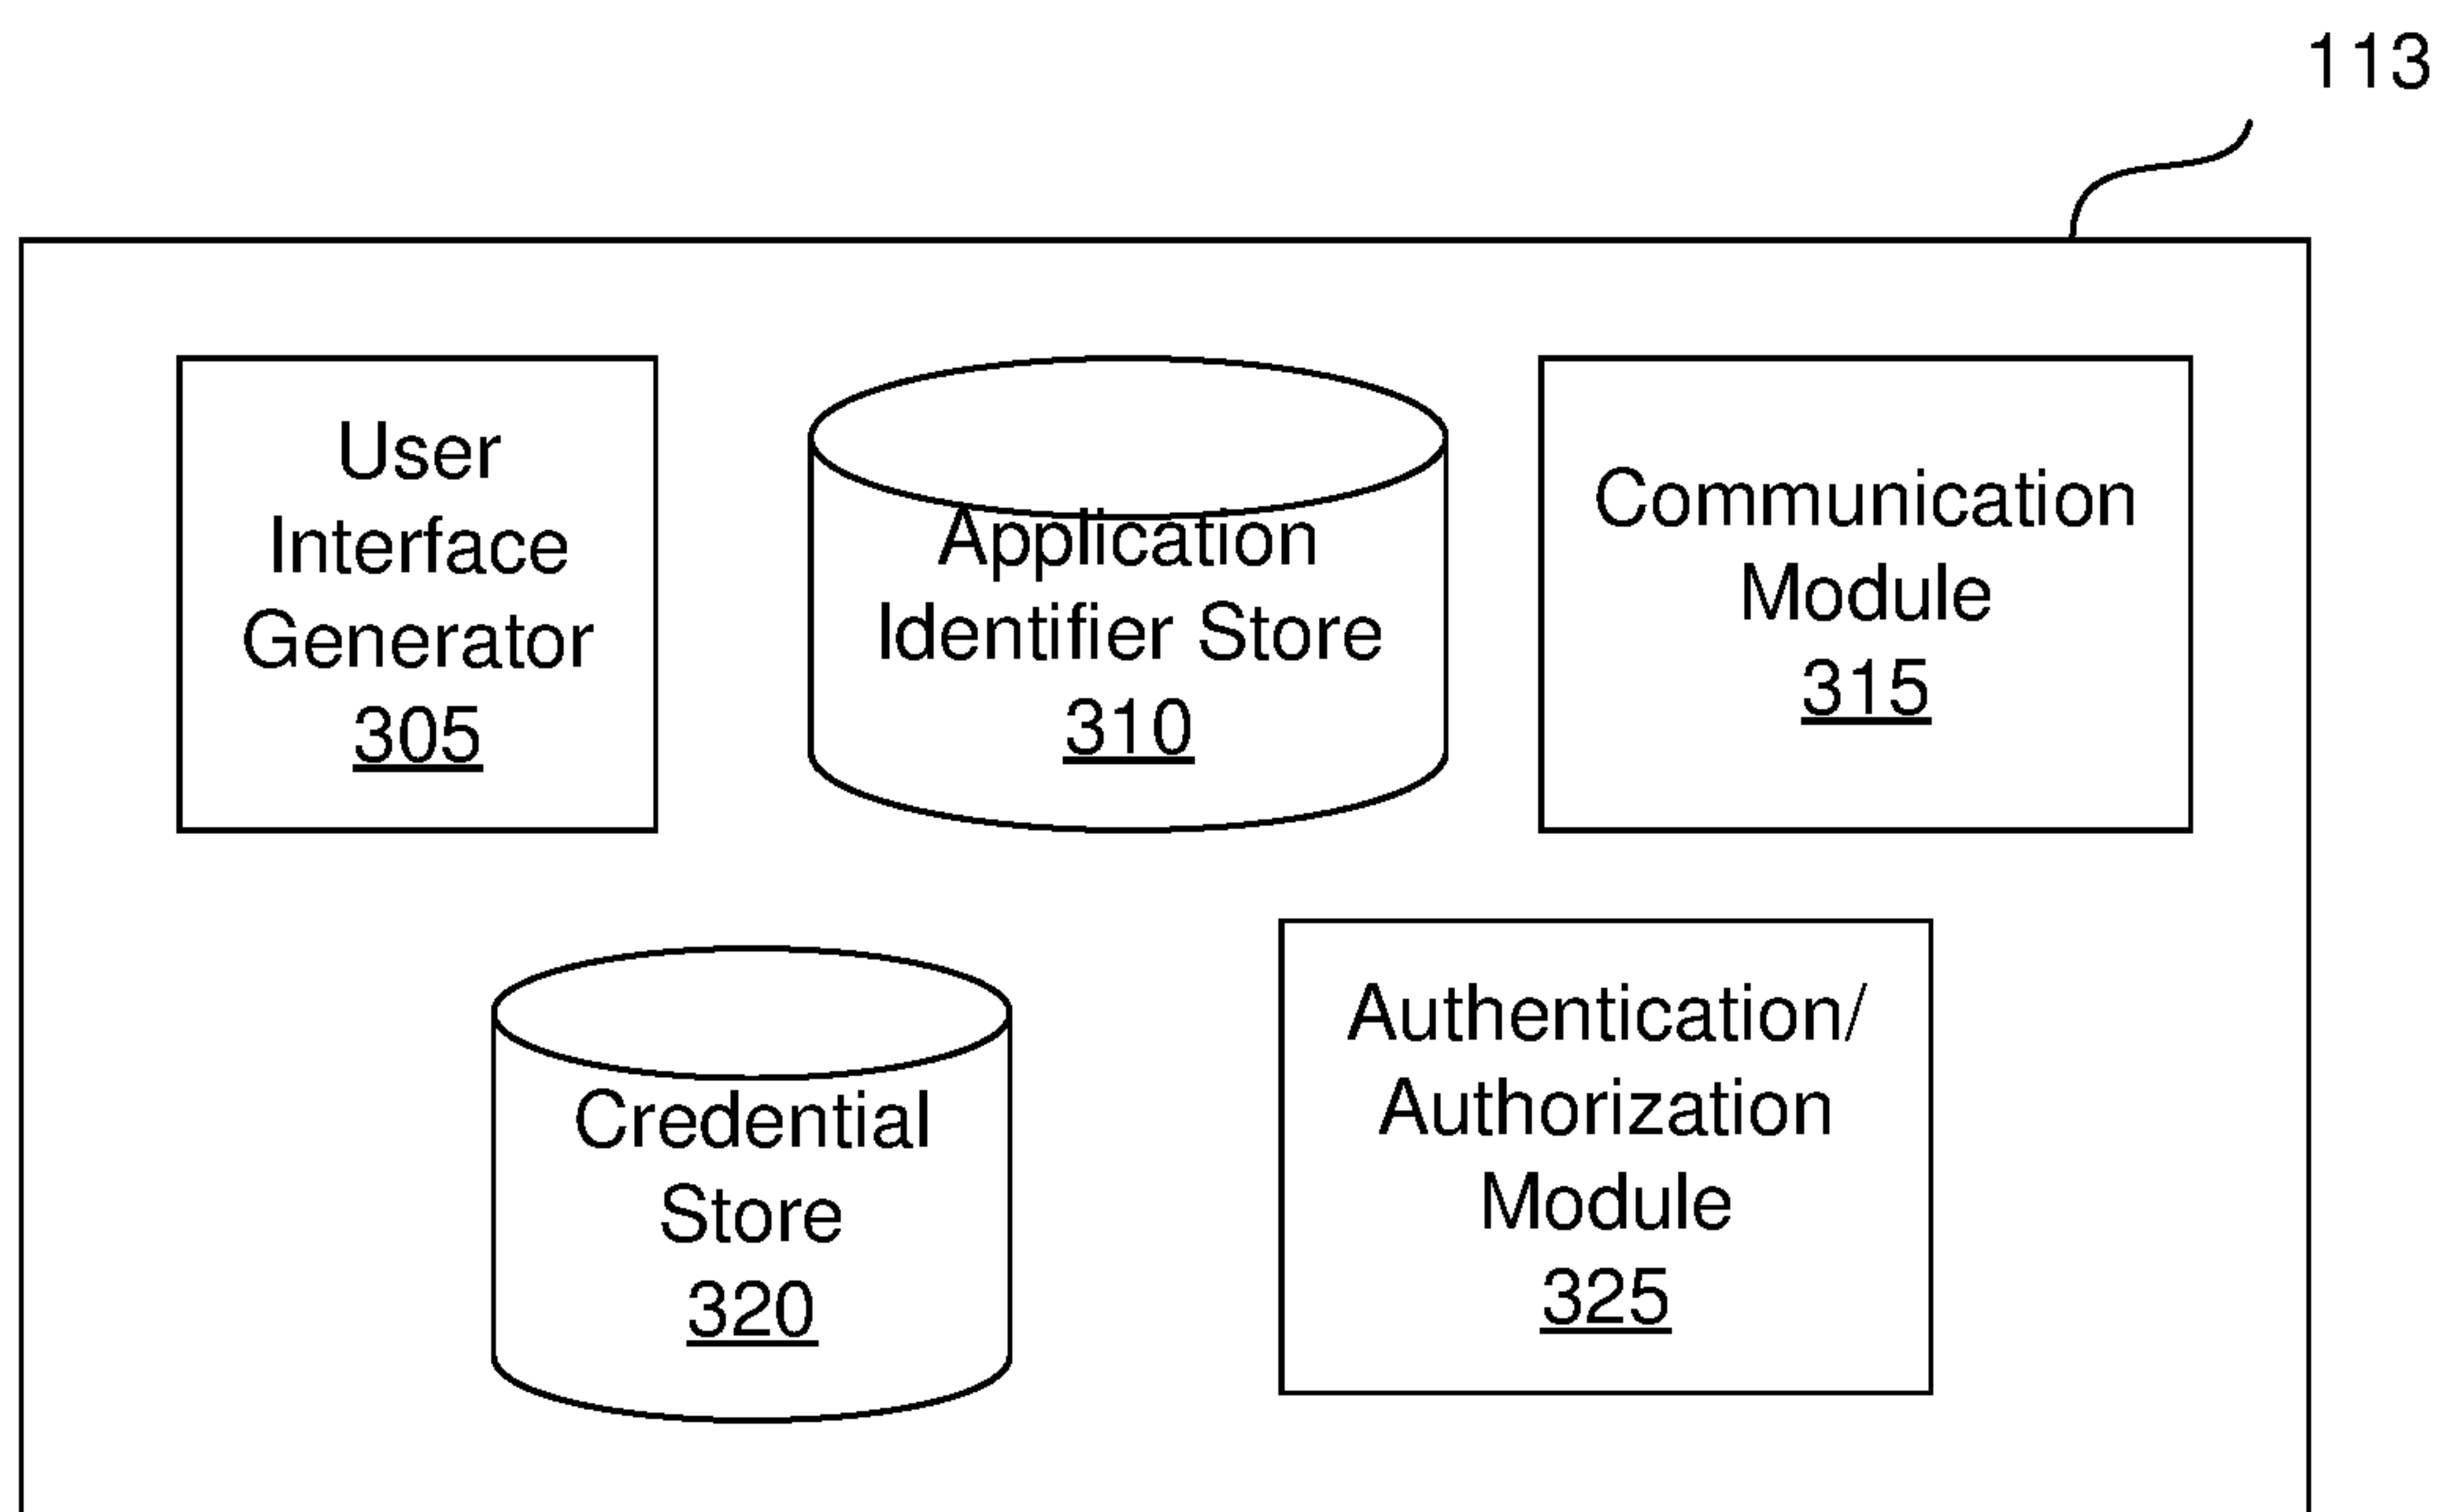 113
User
Interface
Generator
305
Application
Identifier Store
310
Communication
Module
315
Credential
Store
320
Authentication/
Authorization
Module
325